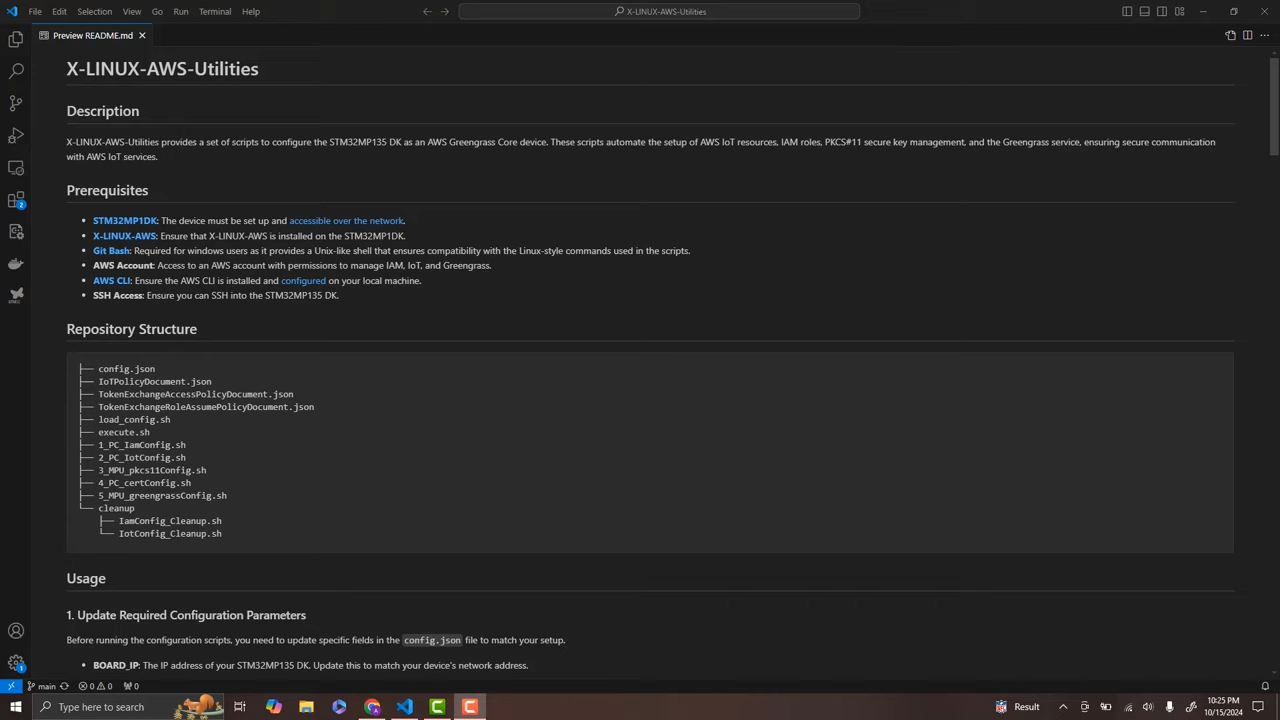 File Edit Selection View Go Run Terminal Help
X-LINUX-AWS-Utilities
Preview README.md
X-LINUX-AWS-Utilities
Description
X-LINUX-AWS-Utilities provides a set of scripts to configure the STM32MP135 DK as an AWS Greengrass Core device. These scripts automate the setup of AWS IoT resources, IAM roles, PKCS#11 secure key management, and the Greengrass service, ensuring secure communication
with AWS IoT services.
Prerequisites
• STM32MP1DK: The device must be set up and accessible over the network.
• X-LINUX-AWS: Ensure that X-LINUX-AWS is installed on the STM32MP1DK.
• Git Bash: Required for windows users as it provides a Unix-like shell that ensures compatibility with the Linux-style commands used in the scripts.
• AWS Account: Access to an AWS account with permissions to manage IAM, IoT, and Greengrass.
• AWS CLI: Ensure the AWS CLI is installed and configured on your local machine.
• SSH Access: Ensure you can SSH into the STM32MP135 DK.
Repository Structure
├── config.json
├── IoTPolicyDocument.json
├── TokenExchangeAccessPolicyDocument.json
├── TokenExchangeRoleAssumePolicyDocument.json
├── load_config.sh
├── execute.sh
├── 1_PC_IamConfig.sh
├── 2_PC_IotConfig.sh
├── 3_MPU_pkcs11Config.sh
├── 4_PC_certConfig.sh
├── 5_MPU_greengrassConfig.sh
└── cleanup
├── IamConfig_Cleanup.sh
└── IotConfig_Cleanup.sh
Usage
1. Update Required Configuration Parameters
Before running the configuration scripts, you need to update specific fields in the config.json file to match your setup.
• BOARD_IP: The IP address of your STM32MP135 DK. Update this to match your device's network address.
2
1
main 0 0 0
Type here to search
Result
10:25 PM
10/15/2024